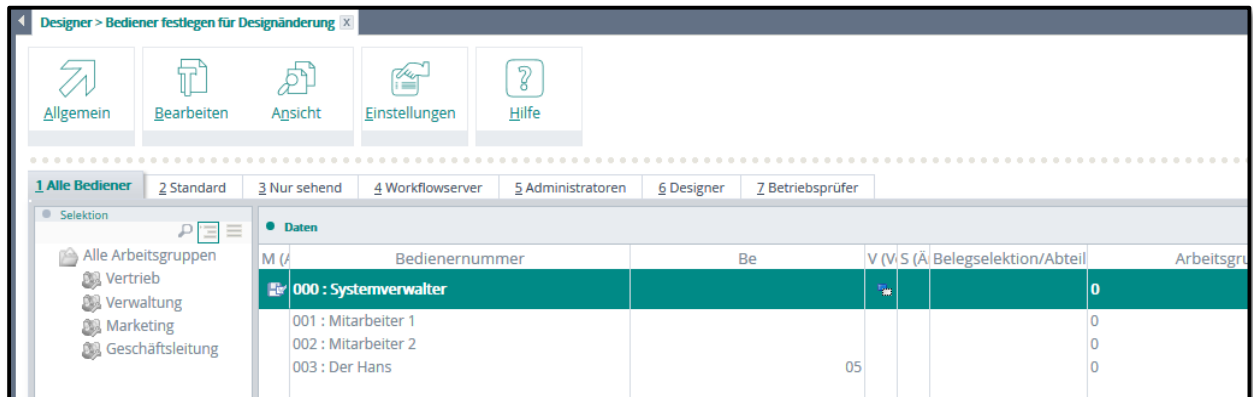 Designer > Bediener festlegen für Designänderung x
Allgemein Bearbeiten Ansicht Einstellungen Hilfe
1 Alle Bediener 2 Standard 3 Nur sehend 4 Workflowserver 5 Administratoren 6 Designer 7 Betriebsprüfer
Selektion
Daten
Alle Arbeitsgruppen
Vertrieb
Verwaltung
Marketing
Geschäftsleitung
M (A Bedienernummer Be V (V S (Ä Belegselektion/Abteil Arbeitsgru
000 : Systemverwalter 0
001 : Mitarbeiter 1 0
002 : Mitarbeiter 2 0
003 : Der Hans 05 0